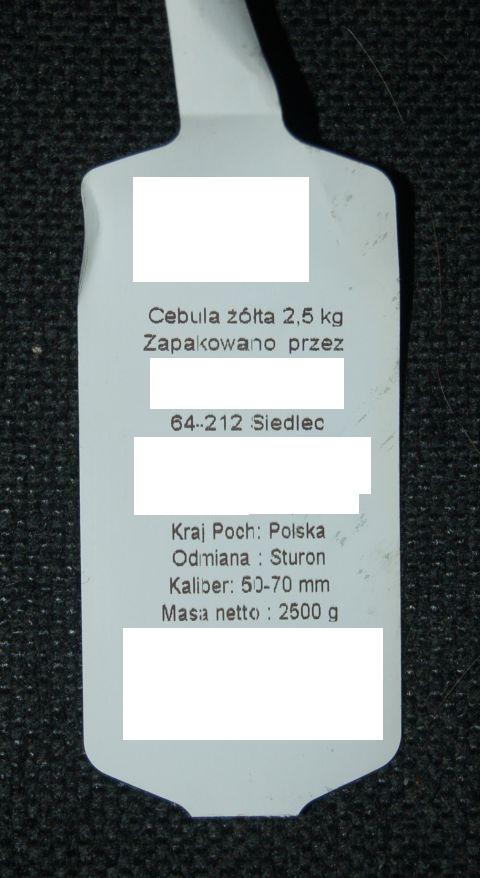 Cebula żółta 2,5 kg
Zapakowano przez
64-212 Siedlec
Kraj Poch: Polska
Odmiana : Sturon
Kaliber: 50-70 mm
Masa netto : 2500 g